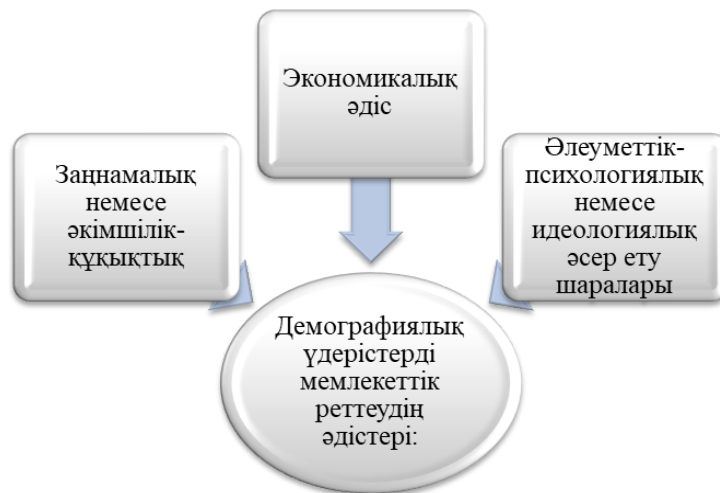 Экономикалық
әдіс
Заңнамалық
немесе
әкімшілік-
құқықтық
Әлеуметтік-
психологиялық
немесе
идеологиялық
әсер ету
шаралары
Демографиялық
үдерістерді
мемлекеттік
реттеудің
әдістері: